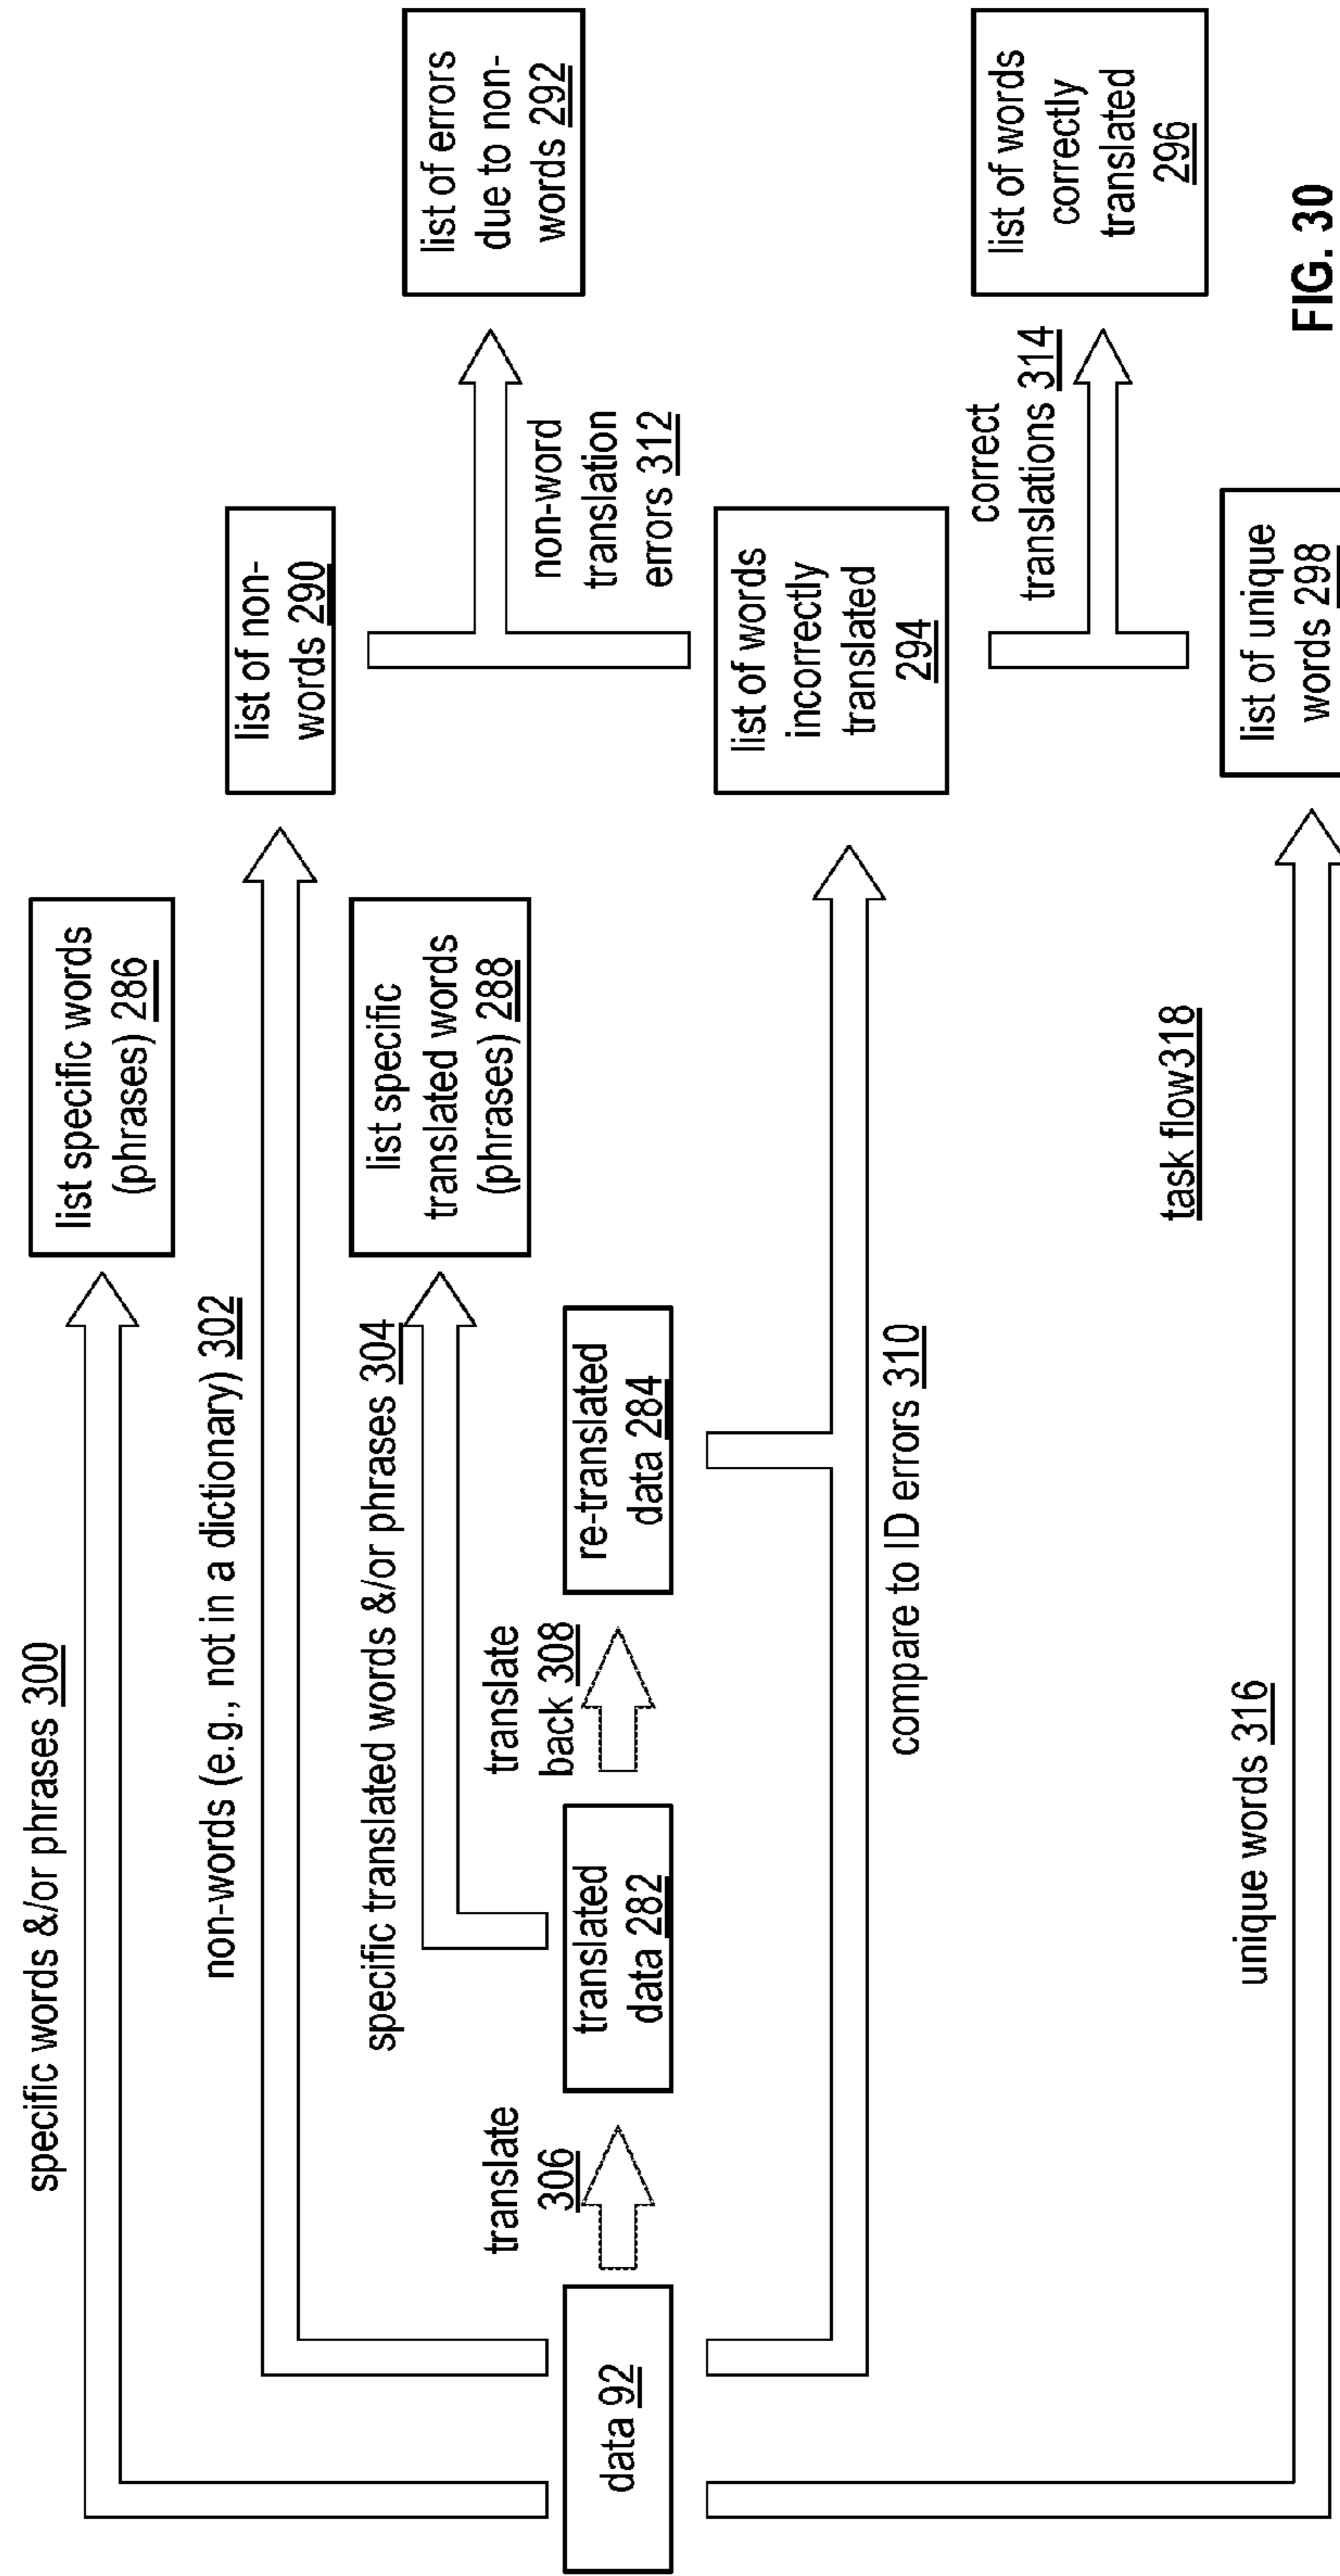 specific words &/or phrases 300
list specific words
(phrases) 286
non-words (e.g., not in a dictionary) 302
list of non-
words 290
list of errors
due to non-
words 292
specific translated words &/or phrases 304
list specific
translated words
(phrases) 288
non-word
translation
errors 312
data 92
translate
306
translated
data 282
translate
back 308
re-translated
data 284
compare to ID errors 310
list of words
incorrectly
translated
294
correct
translations 314
list of words
correctly
translated
296
task flow318
unique words 316
list of unique
words 298
FIG. 30